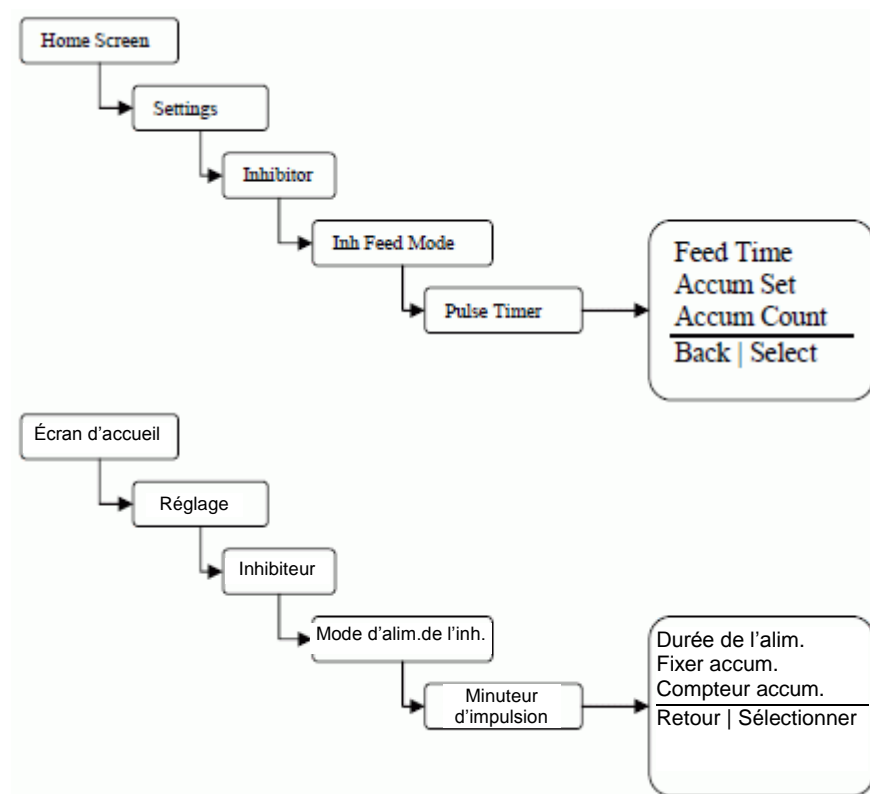 Home Screen
Settings
Inhibitor
Inh Feed Mode
Pulse Timer
Feed Time
Accum Set
Accum Count
Back | Select
Écran d’accueil
Réglage
Inhibiteur
Mode d’alim.de l’inh.
Minuteur
d’impulsion
Durée de l’alim.
Fixer accum.
Compteur accum.
Retour | Sélectionner